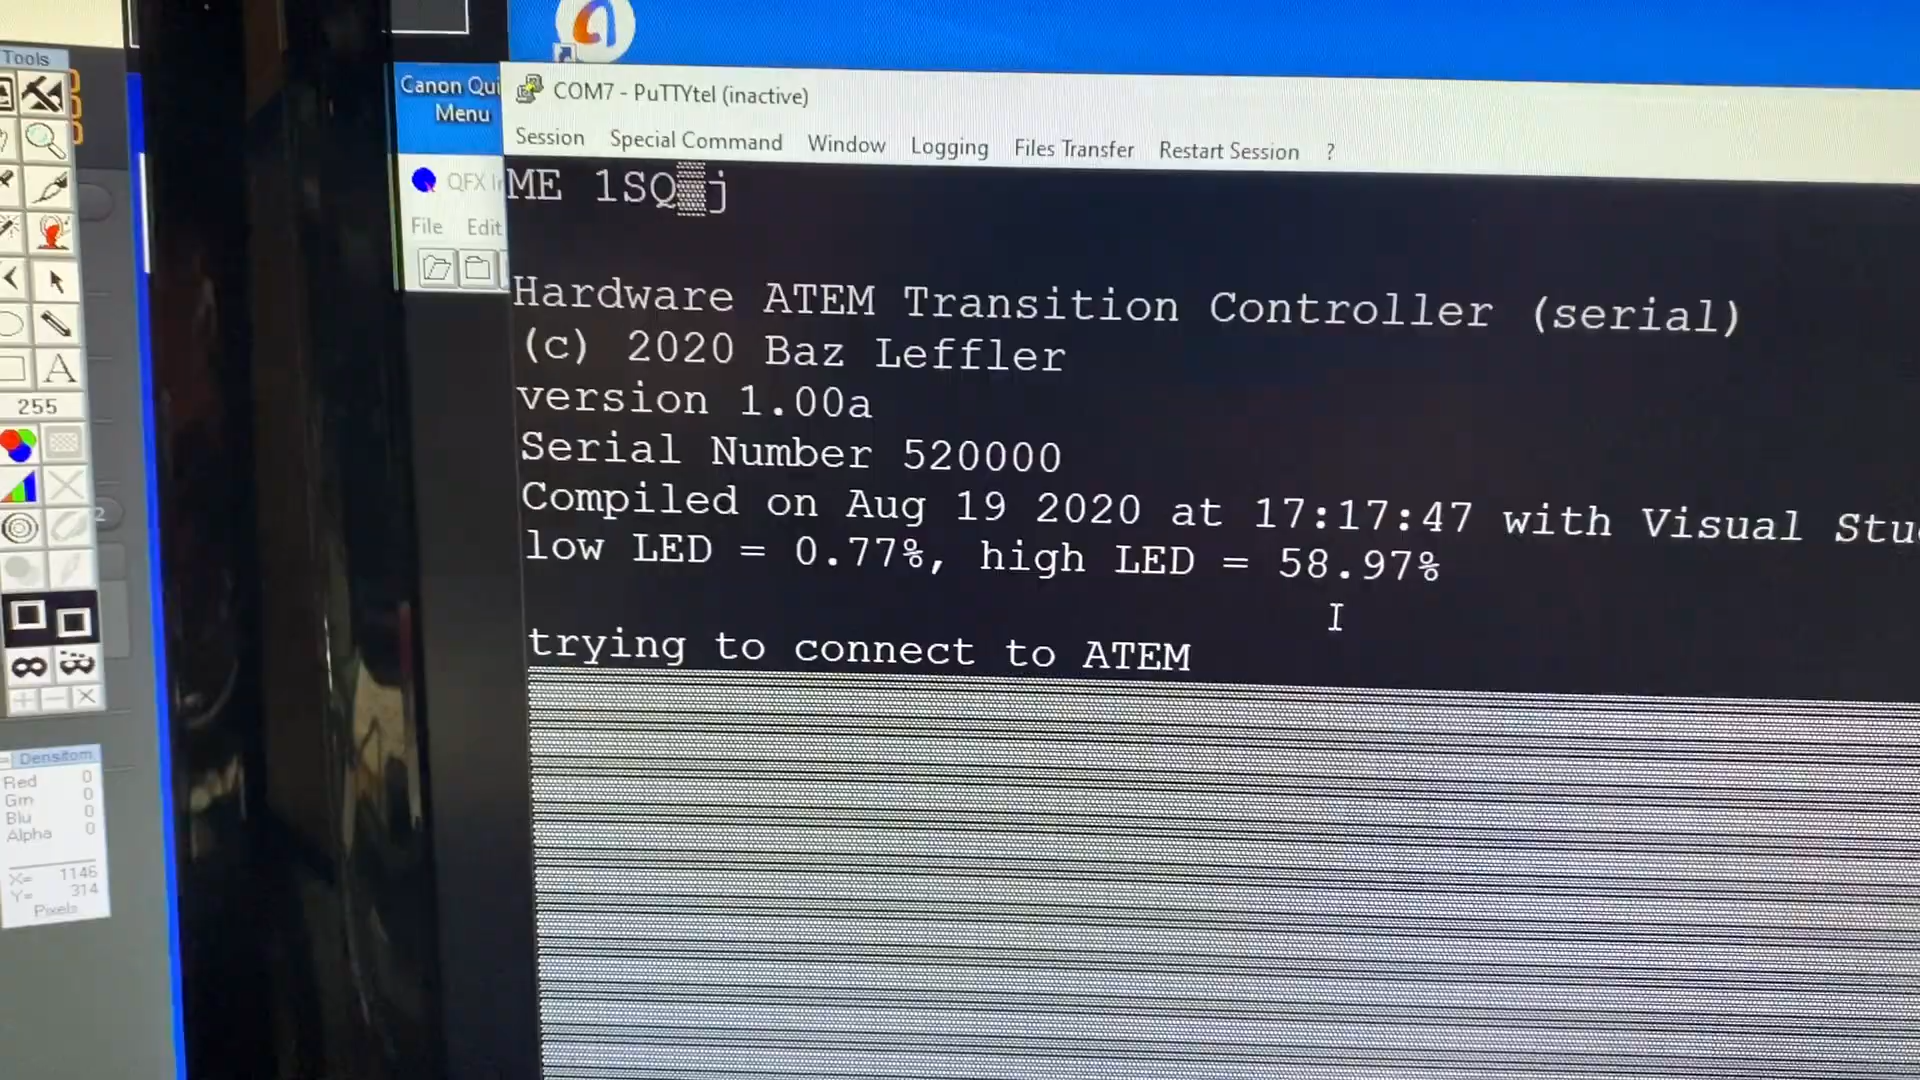 Tools
255
2
Densitom
Red 0
Grn 0
Blu 0
Alpha 0
X= 1146
Y= 314
Pixels
Canon Qui
Menu
QFX I
File Edit
COM7 - PuTTYtel (inactive)
Session Special Command Window Logging Files Transfer Restart Session ?
ME 1SQ▒j
Hardware ATEM Transition Controller (serial)
(c) 2020 Baz Leffler
version 1.00a
Serial Number 520000
Compiled on Aug 19 2020 at 17:17:47 with Visual Stu
low LED = 0.77%, high LED = 58.97%
trying to connect to ATEM